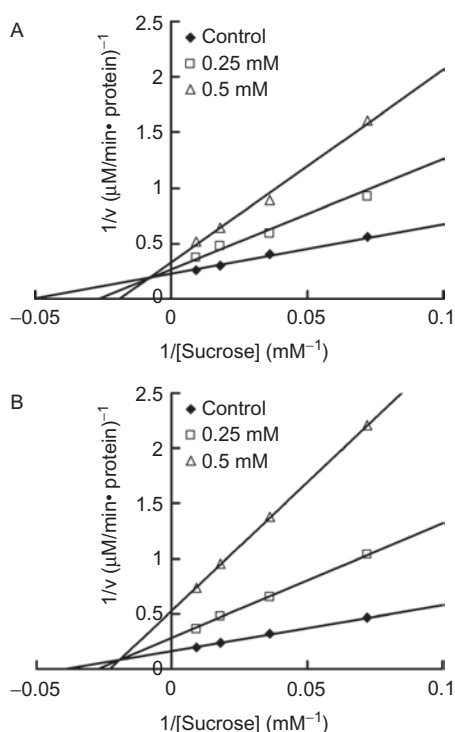 A
2.5
2
1.5
1
0.5
0
◆ Control
□ 0.25 mM
△ 0.5 mM
1/v (μM/min• protein)⁻¹
−0.05 0 0.05 0.1
1/[Sucrose] (mM⁻¹)
B
2.5
2
1.5
1
0.5
0
◆ Control
□ 0.25 mM
△ 0.5 mM
1/v (μM/min• protein)⁻¹
−0.05 0 0.05 0.1
1/[Sucrose] (mM⁻¹)